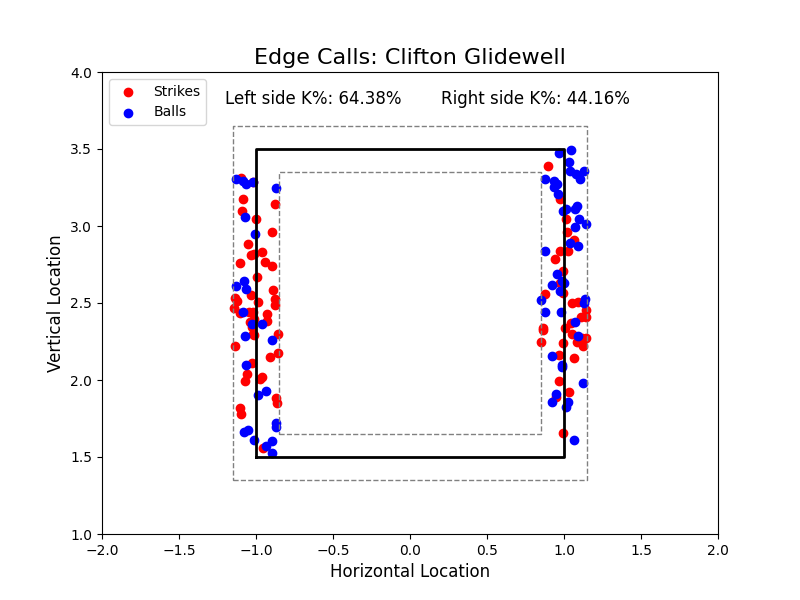 Edge Calls: Clifton Glidewell
Strikes
Balls
Left side K%: 64.38%
Right side K%: 44.16%
Vertical Location
4.0
3.5
3.0
2.5
2.0
1.5
1.0
−2.0
−1.5
−1.0
−0.5
0.0
0.5
1.0
1.5
2.0
Horizontal Location